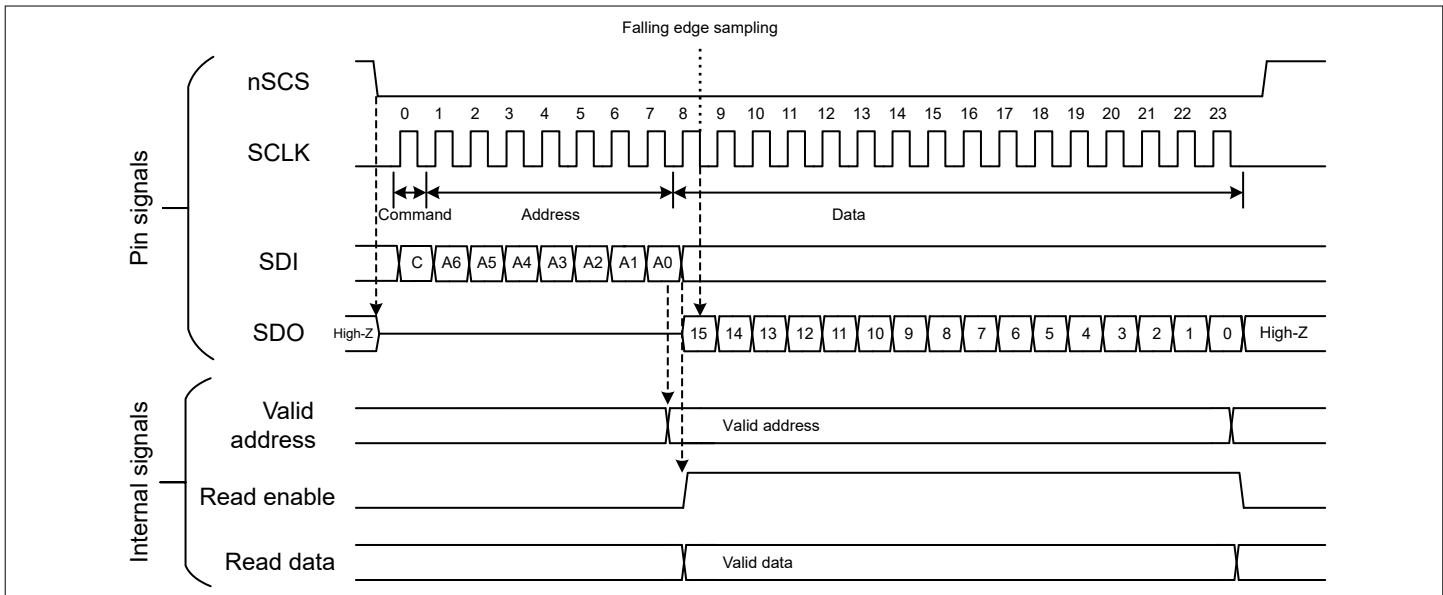 Falling edge sampling
Pin signals
nSCS
0 1 2 3 4 5 6 7 8 9 10 11 12 13 14 15 16 17 18 19 20 21 22 23
SCLK
Command Address Data
SDI C A6 A5 A4 A3 A2 A1 A0
SDO High-Z 15 14 13 12 11 10 9 8 7 6 5 4 3 2 1 0 High-Z
Internal signals
Valid
address
Valid address
Read enable
Read data Valid data